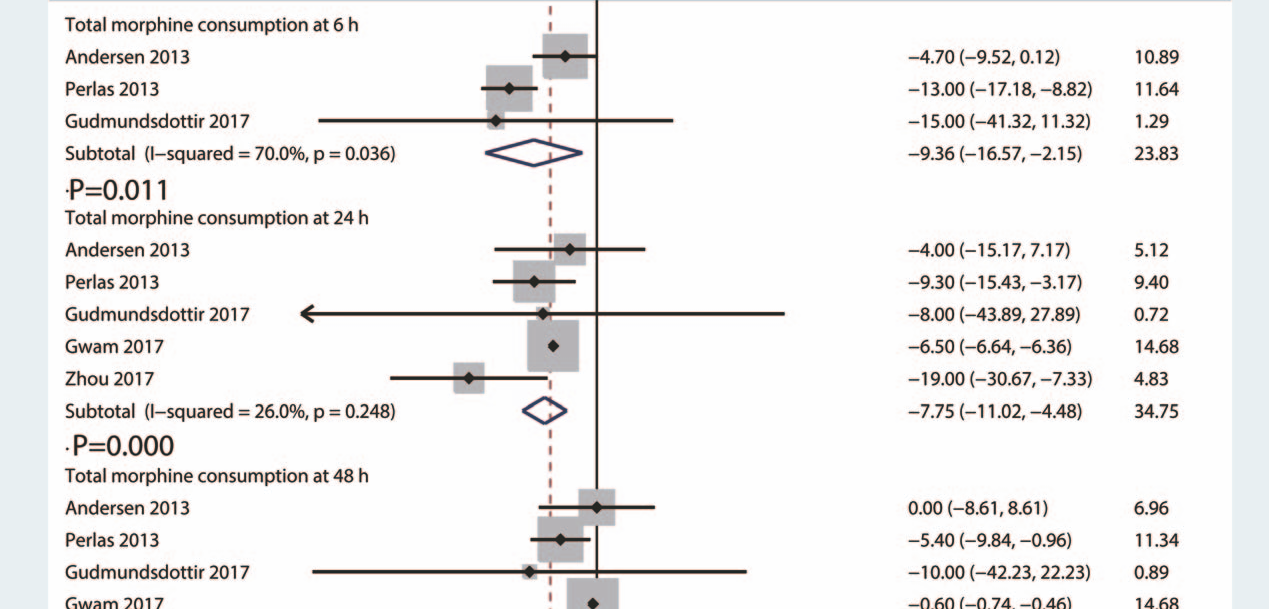 Total morphine consumption at 6 h
Andersen 2013 −4.70 (−9.52, 0.12) 10.89
Perlas 2013 −13.00 (−17.18, −8.82) 11.64
Gudmundsdottir 2017 −15.00 (−41.32, 11.32) 1.29
Subtotal (I−squared = 70.0%, p = 0.036) −9.36 (−16.57, −2.15) 23.83
·P=0.011
Total morphine consumption at 24 h
Andersen 2013 −4.00 (−15.17, 7.17) 5.12
Perlas 2013 −9.30 (−15.43, −3.17) 9.40
Gudmundsdottir 2017 −8.00 (−43.89, 27.89) 0.72
Gwam 2017 −6.50 (−6.64, −6.36) 14.68
Zhou 2017 −19.00 (−30.67, −7.33) 4.83
Subtotal (I−squared = 26.0%, p = 0.248) −7.75 (−11.02, −4.48) 34.75
·P=0.000
Total morphine consumption at 48 h
Andersen 2013 0.00 (−8.61, 8.61) 6.96
Perlas 2013 −5.40 (−9.84, −0.96) 11.34
Gudmundsdottir 2017 −10.00 (−42.23, 22.23) 0.89
Gwam 2017 −0.60 (−0.74, −0.46) 14.68